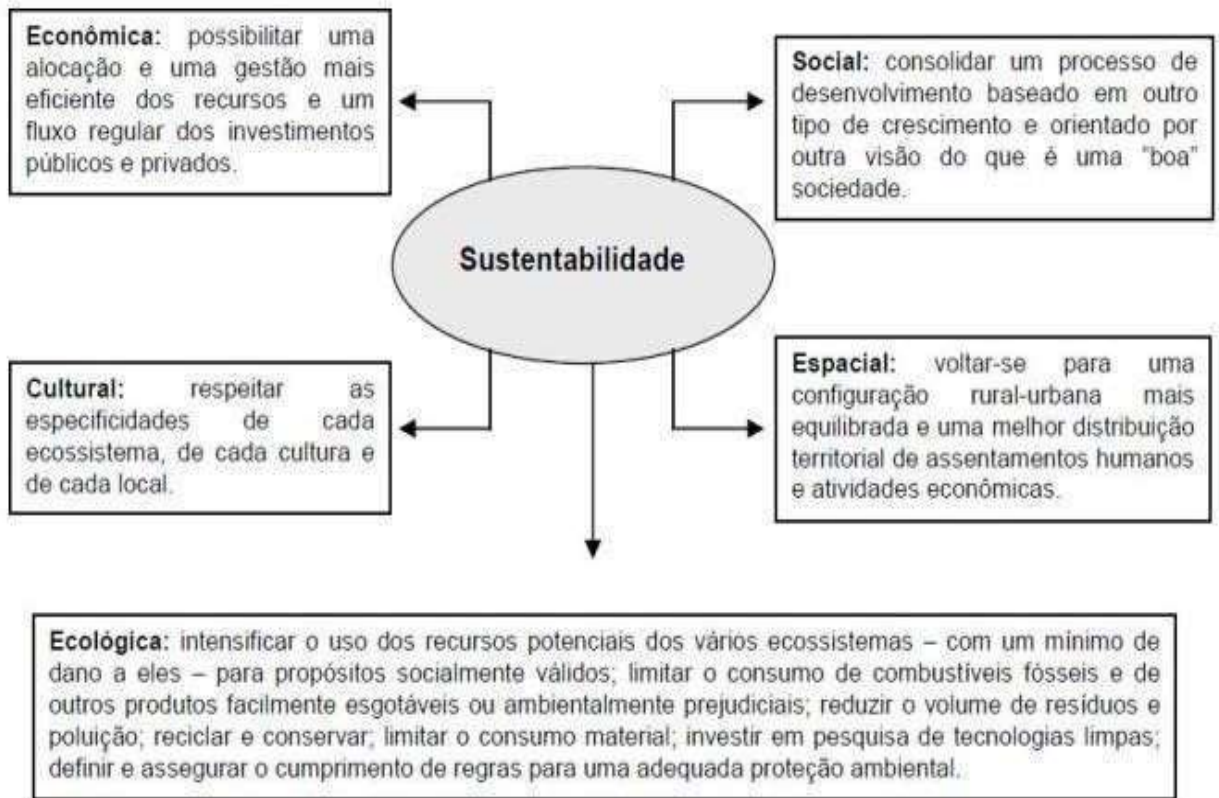 Econômica: possibilitar uma
alocação e uma gestão mais
eficiente dos recursos e um
fluxo regular dos investimentos
públicos e privados.
Social: consolidar um processo de
desenvolvimento baseado em outro
tipo de crescimento e orientado por
outra visão do que é uma "boa"
sociedade.
Sustentabilidade
Cultural: respeitar as
especificidades de cada
ecossistema, de cada cultura e
de cada local.
Espacial: voltar-se para uma
configuração rural-urbana mais
equilibrada e uma melhor distribuição
territorial de assentamentos humanos
e atividades econômicas.
Ecológica: intensificar o uso dos recursos potenciais dos vários ecossistemas – com um mínimo de
dano a eles – para propósitos socialmente válidos; limitar o consumo de combustíveis fósseis e de
outros produtos facilmente esgotáveis ou ambientalmente prejudiciais; reduzir o volume de resíduos e
poluição; reciclar e conservar; limitar o consumo material; investir em pesquisa de tecnologias limpas;
definir e assegurar o cumprimento de regras para uma adequada proteção ambiental.